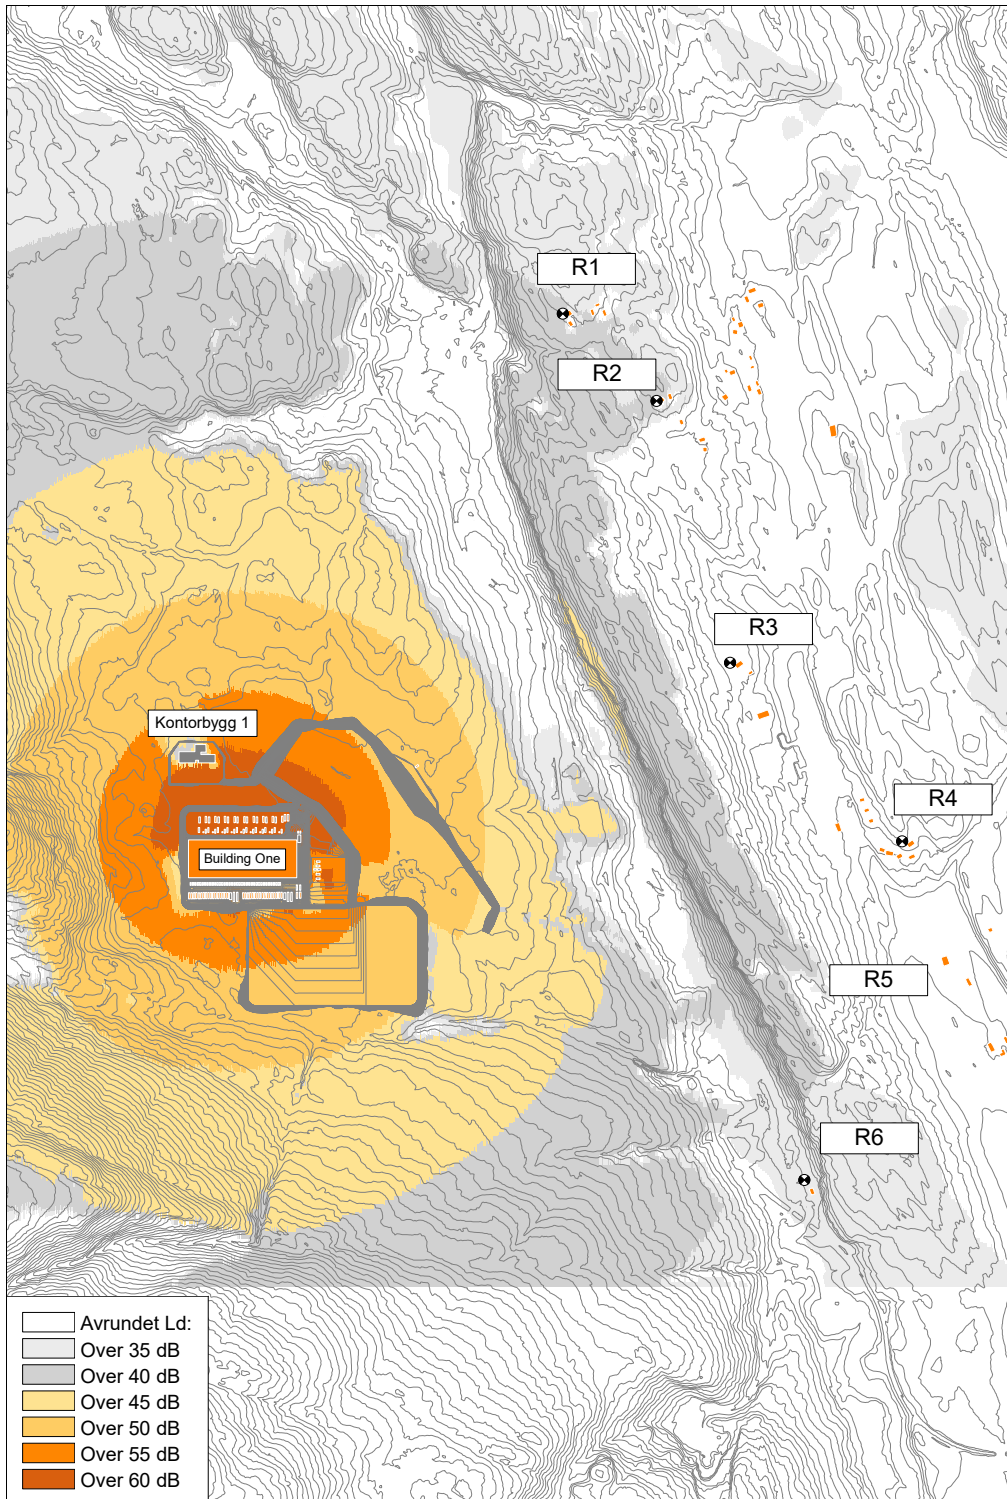 R1
R2
R3
Kontorbygg 1
R4
Building One
R5
R6
Avrundet Ld:
Over 35 dB
Over 40 dB
Over 45 dB
Over 50 dB
Over 55 dB
Over 60 dB